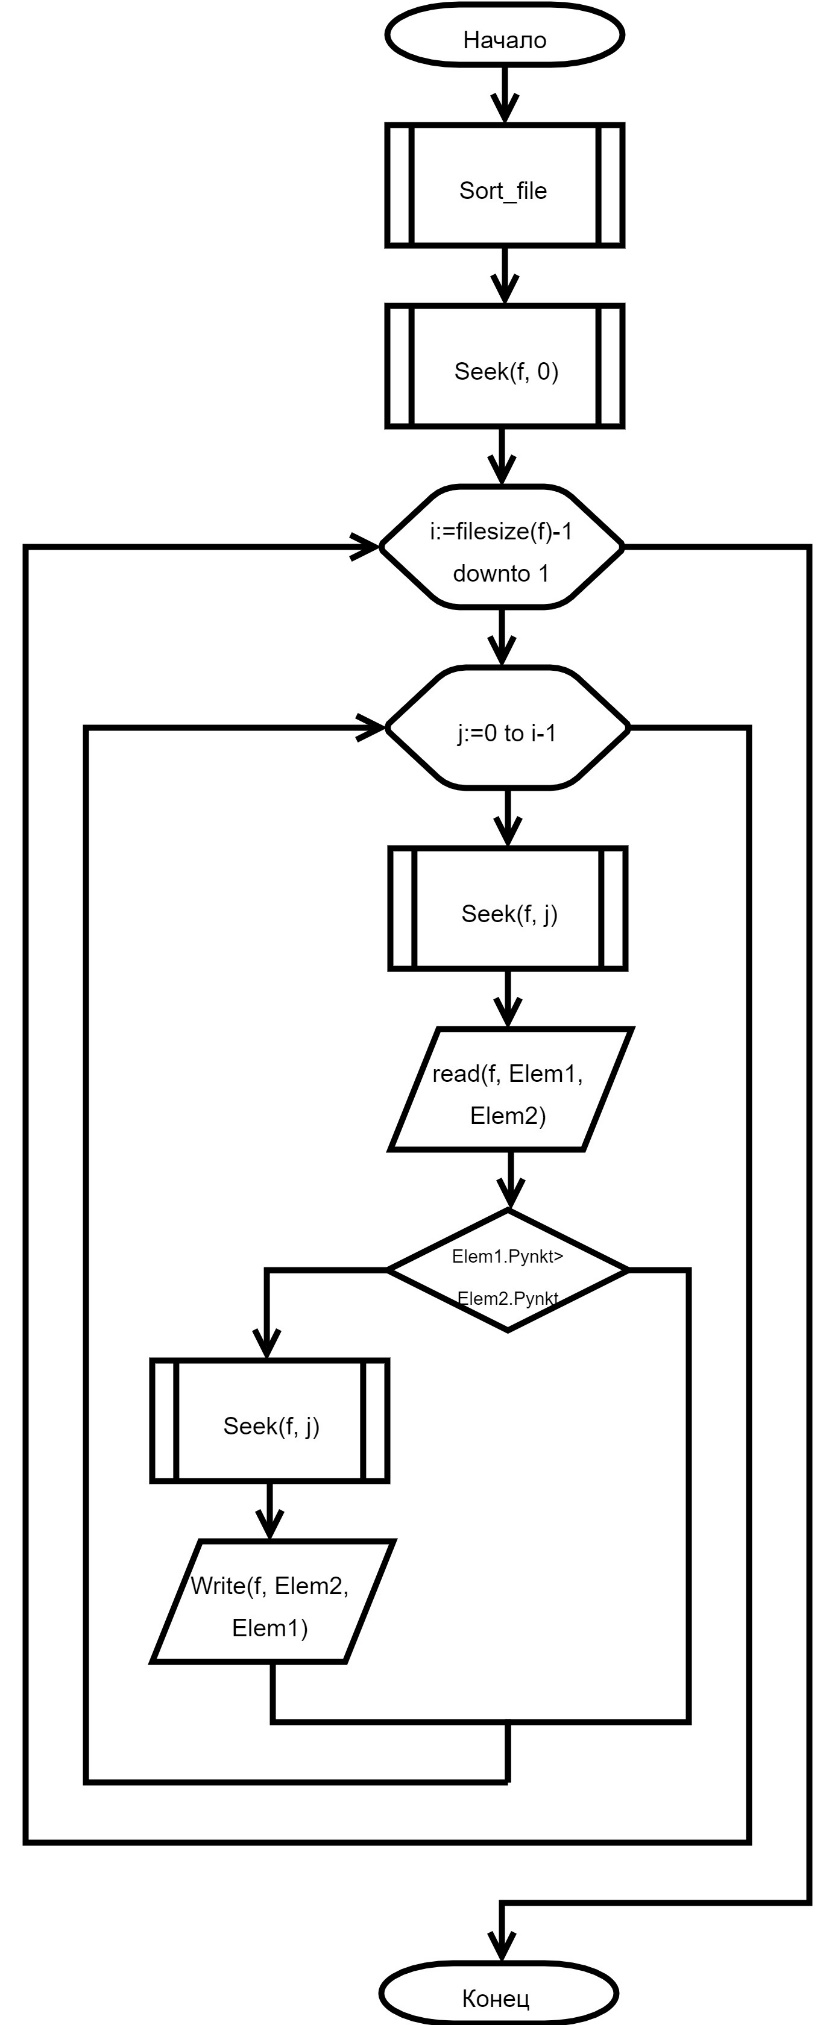 Начало
Sort_file
Seek(f, 0)
i:=filesize(f)-1
downto 1
j:=0 to i-1
Seek(f, j)
read(f, Elem1,
Elem2)
Elem1.Pynkt>
Elem2.Pynkt
Seek(f, j)
Write(f, Elem2,
Elem1)
Конец